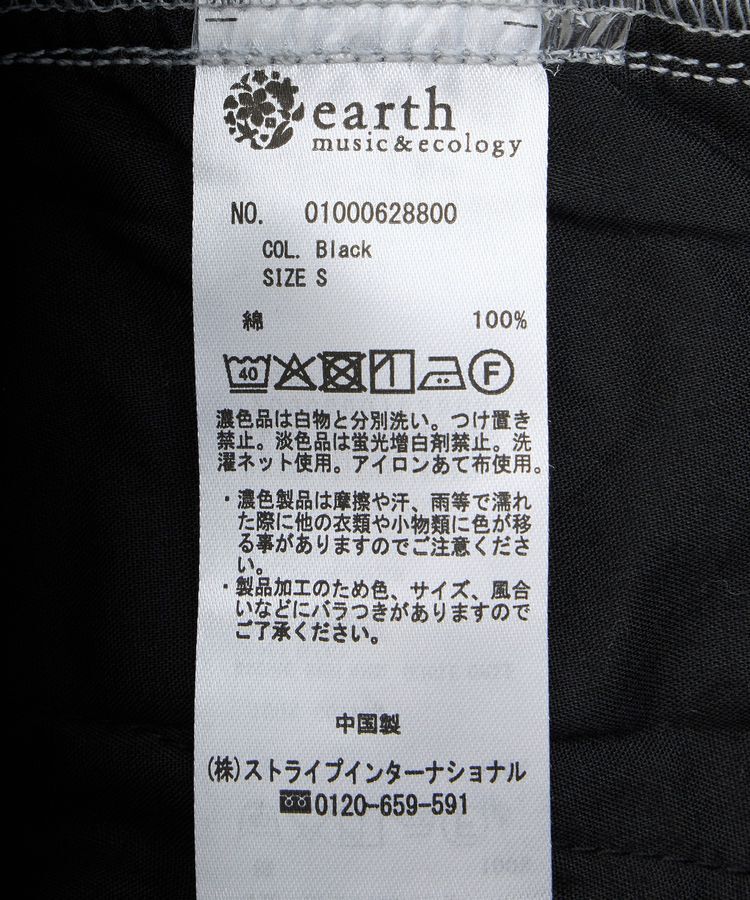 earth
music&ecology
NO. 01000628800
COL. Black
SIZE S
綿 100%
40 F
濃色品は白物と分別洗い。つけ置き
禁止。淡色品は蛍光増白剤禁止。洗
濯ネット使用。アイロンあて布使用。
・濃色製品は摩擦や汗、雨等で濡れ
た際に他の衣類や小物類に色が移
る事がありますのでご注意くださ
い。
・製品加工のため色、サイズ、風合
いなどにバラつきがありますので
ご了承ください。
中国製
(株)ストライプインターナショナル
0120-659-591